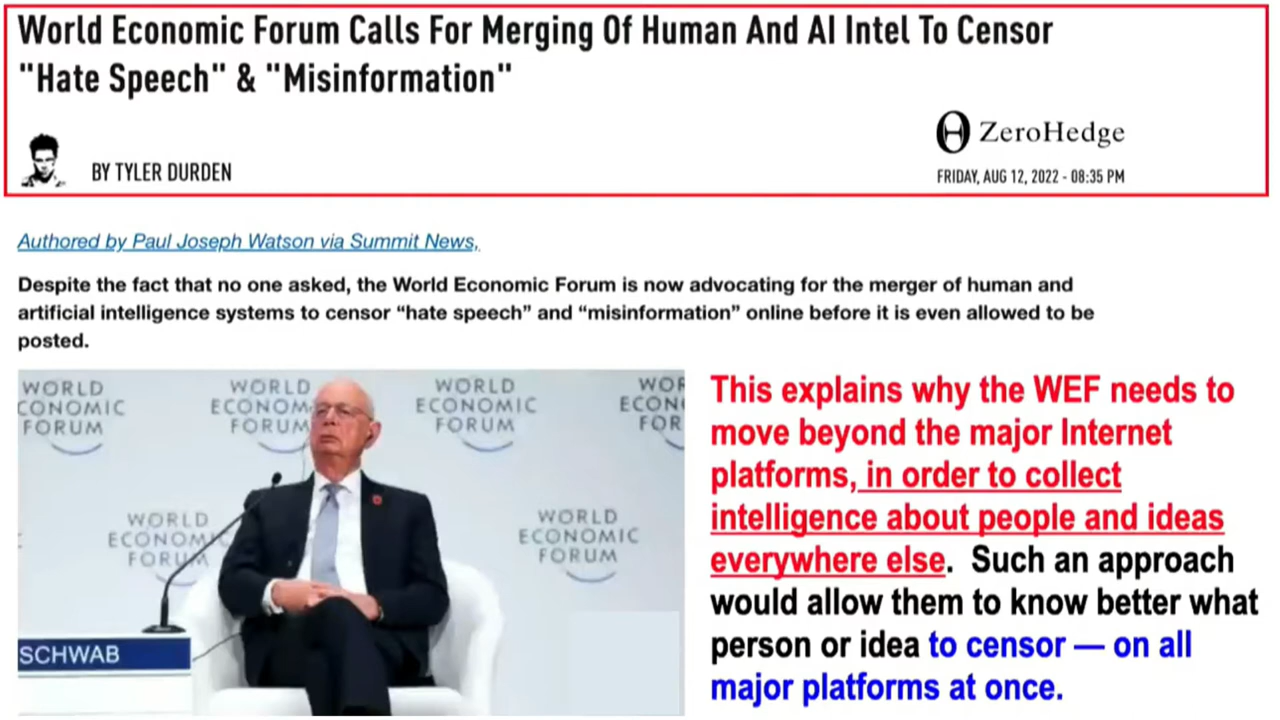 World Economic Forum Calls For Merging Of Human And AI Intel To Censor
"Hate Speech" & "Misinformation"
BY TYLER DURDEN
ZeroHedge
FRIDAY, AUG 12, 2022 - 08:35 PM
Authored by Paul Joseph Watson via Summit News,
Despite the fact that no one asked, the World Economic Forum is now advocating for the merger of human and
artificial intelligence systems to censor “hate speech” and “misinformation” online before it is even allowed to be
posted.
WORLD
ECONOMIC
FORUM
WORLD
ECONOM
FORUM
WORLD
ECONOMIC
FORUM
WOR
ECON
FOR
WORLD
ECONOM
FORUM
WORLD
ECONOMIC
FORUM
SCHWAB
This explains why the WEF needs to
move beyond the major Internet
platforms, in order to collect
intelligence about people and ideas
everywhere else. Such an approach
would allow them to know better what
person or idea to censor — on all
major platforms at once.